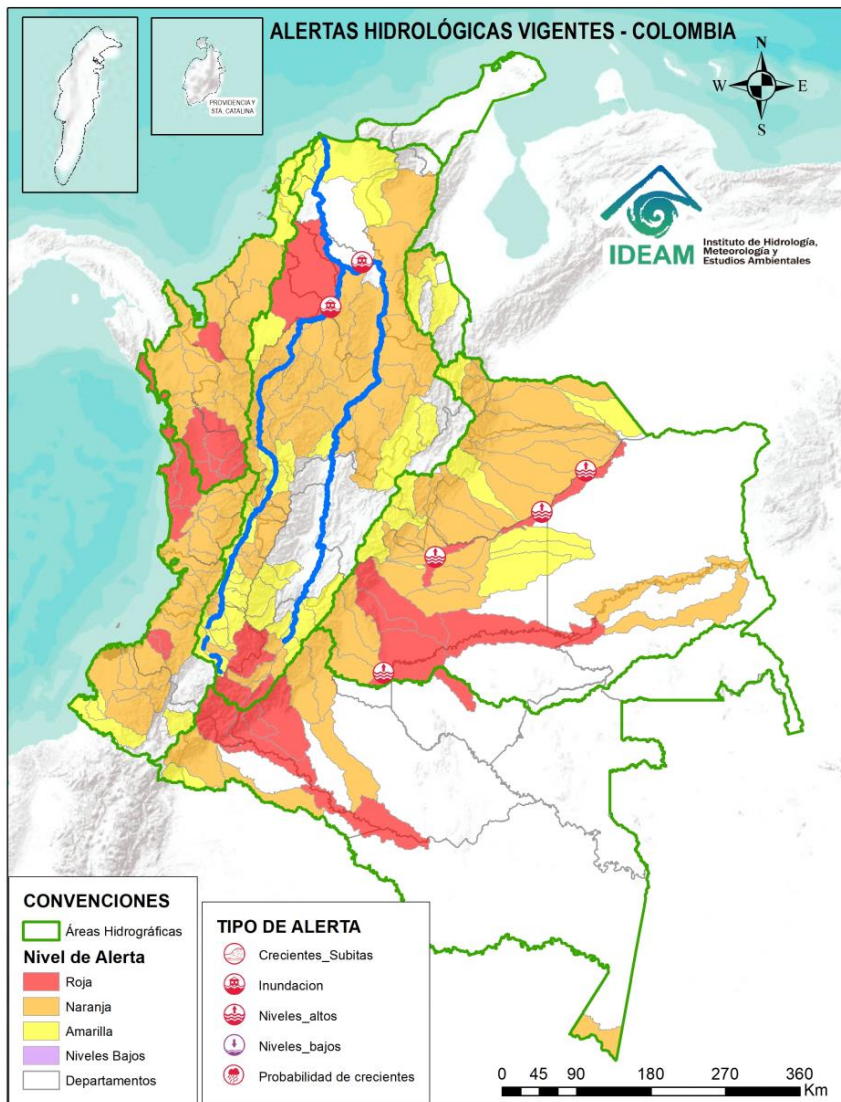 ALERTAS HIDROLÓGICAS VIGENTES - COLOMBIA
PROVIDENCIA Y
STA. CATALINA
N
W
E
S
IDEAM
Instituto de Hidrología,
Meteorología y
Estudios Ambientales
CONVENCIONES
Áreas Hidrográficas
Nivel de Alerta
Roja
Naranja
Amarilla
Niveles Bajos
Departamentos
TIPO DE ALERTA
Crecientes_Subitas
Inundacion
Niveles_altos
Niveles_bajos
Probabilidad de crecientes
0 45 90 180 270 360
Km